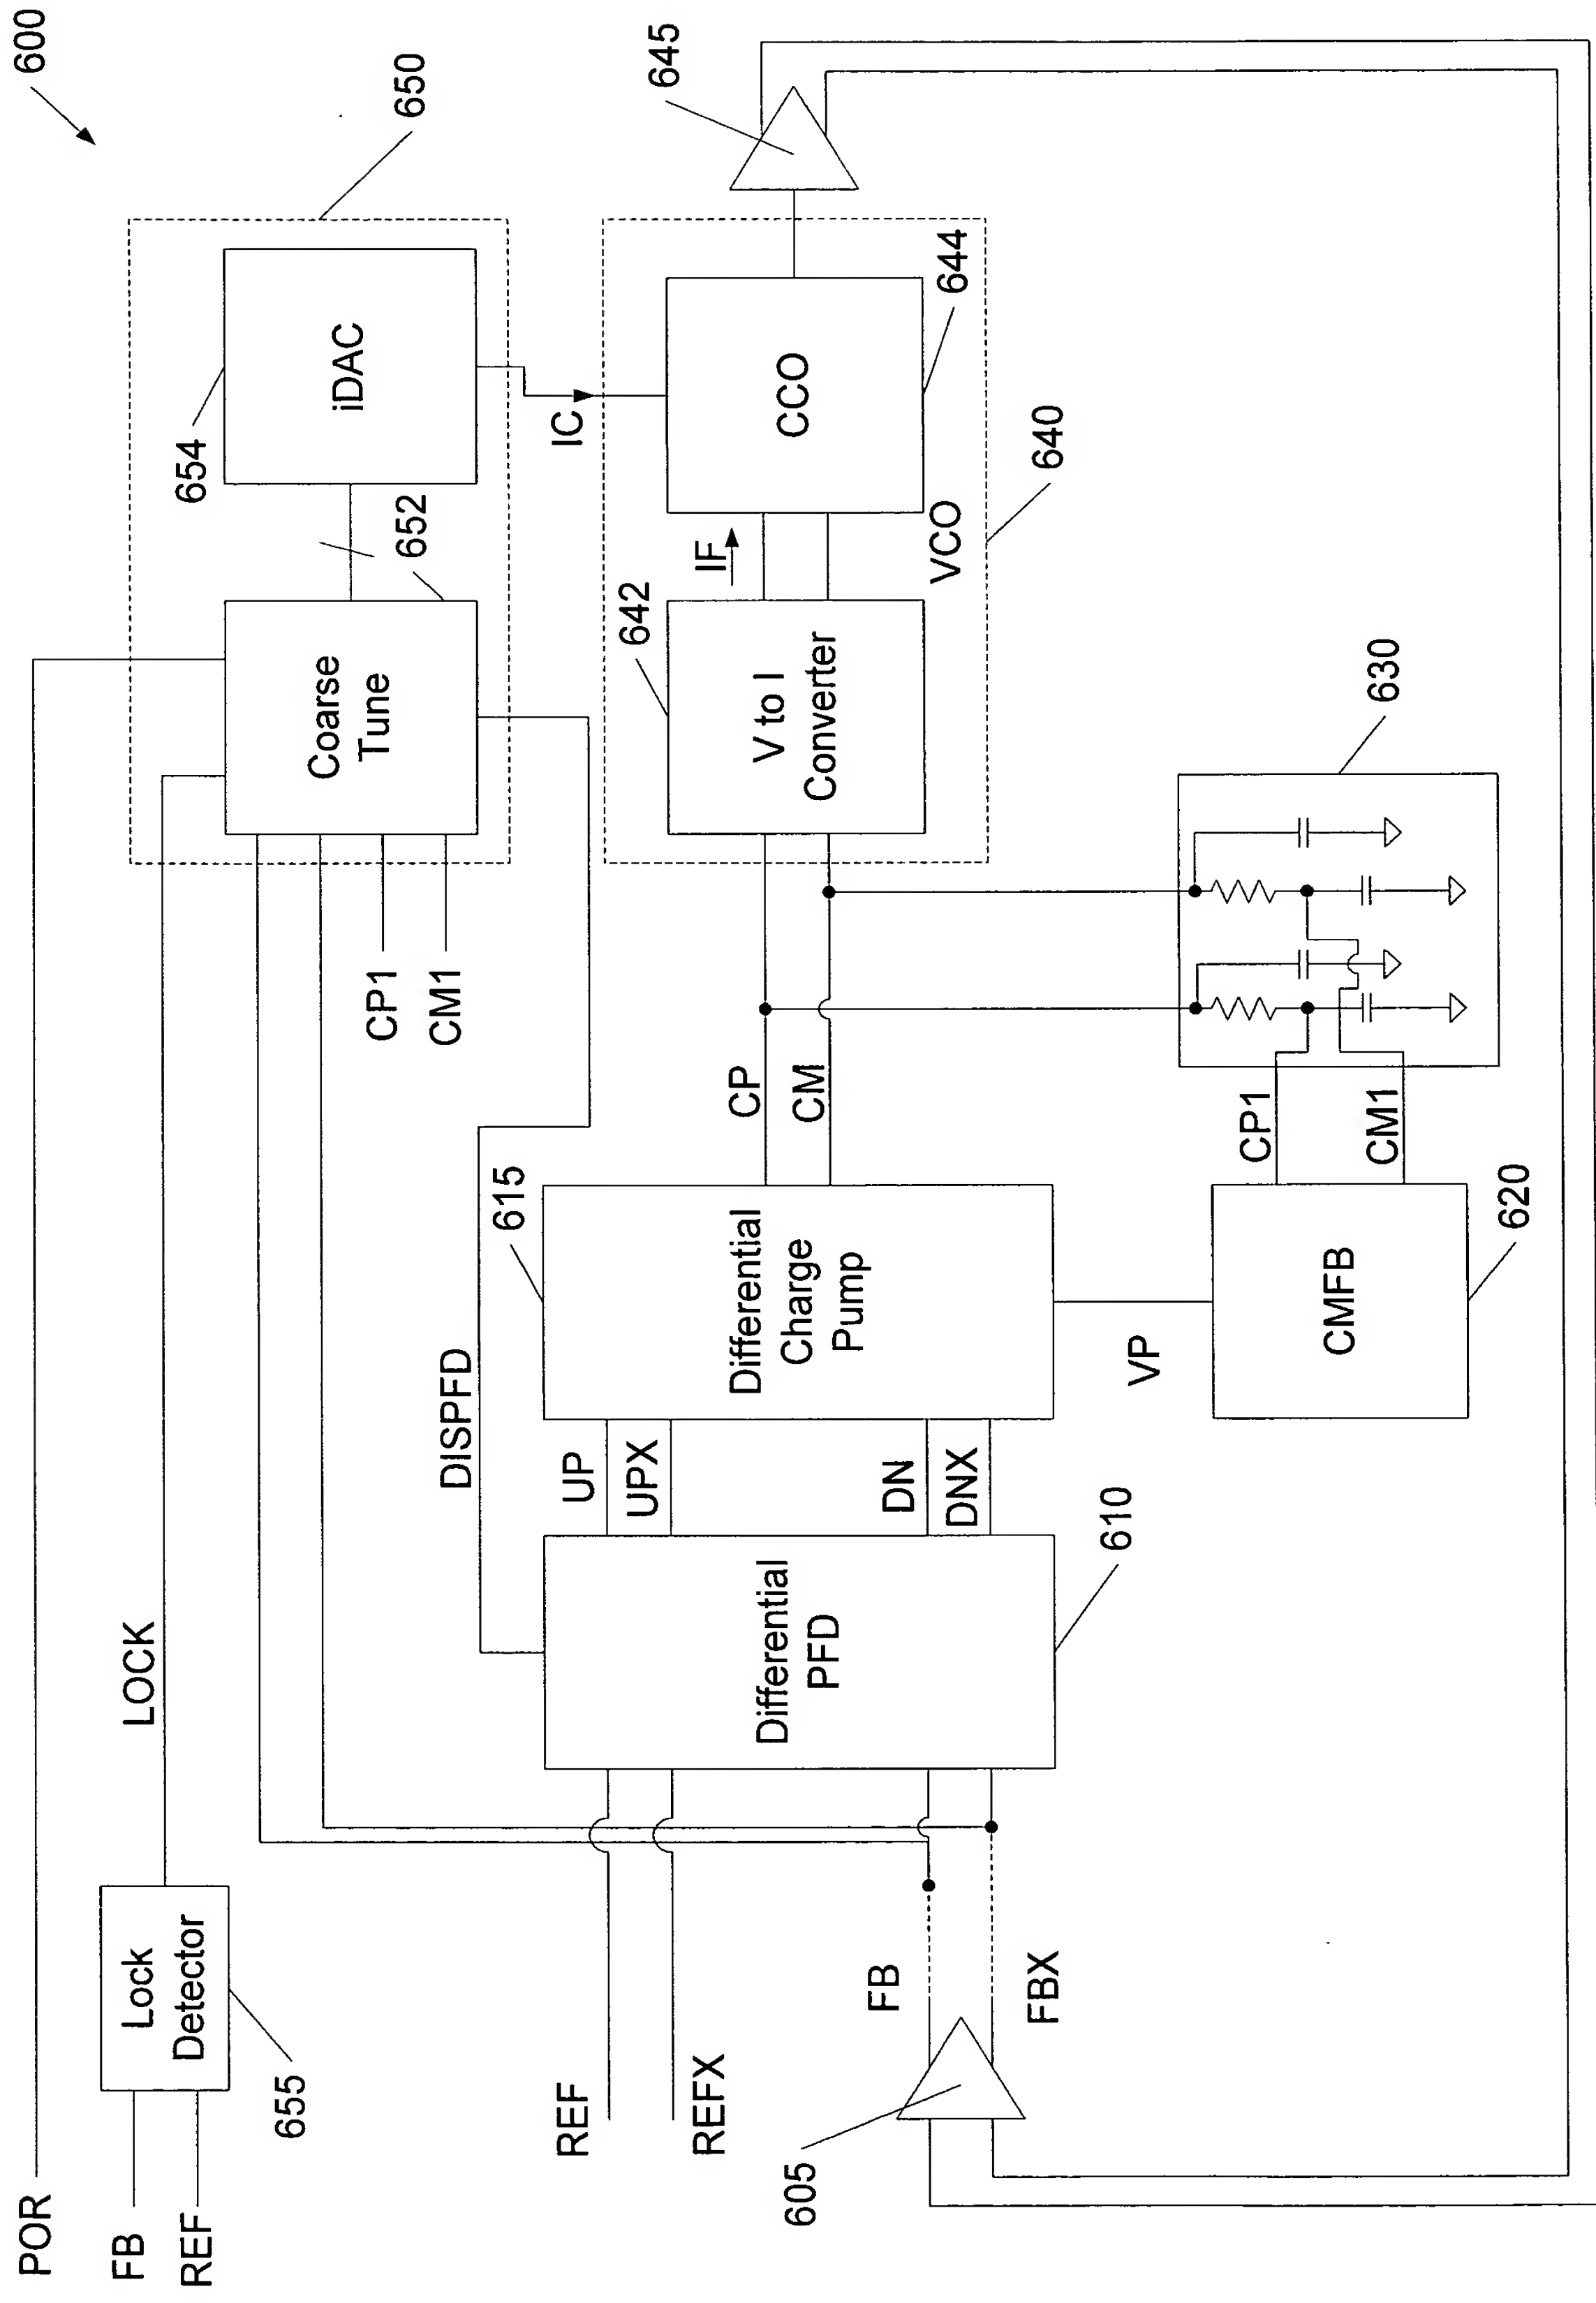 600
POR
FB
REF
Lock
Detector
655
LOCK
650
Coarse
Tune
652
iDAC
654
CP1
CM1
DISPFD
IC
REF
REFX
FB
FBX
605
Differential
PFD
610
UP
UPX
DN
DNX
Differential
Charge
Pump
615
CP
CM
V to I
Converter
642
IF
CCO
644
VCO
640
645
VP
CMFB
620
CP1
CM1
630